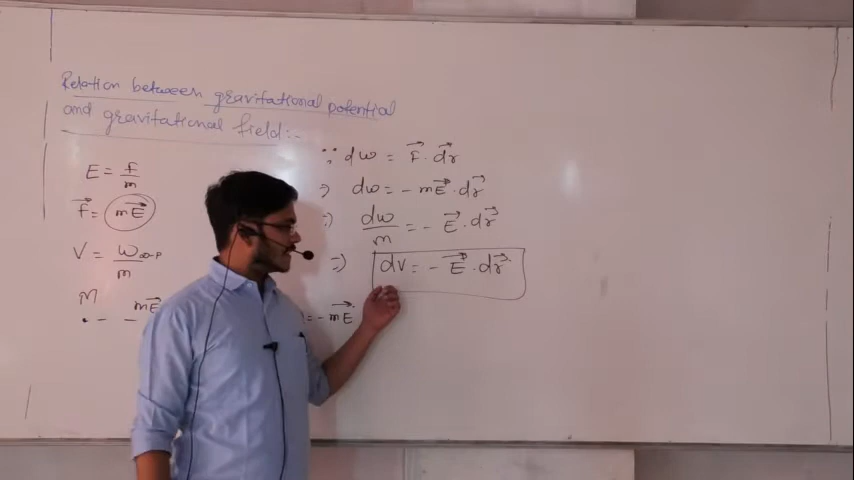 Relation between gravitational potential
and gravitational field:-
E = f/m
f⃗ = mE⃗
V = W∞-P/m
M
mE⃗
= -mE⃗
∵ dw = F⃗ · dr⃗
⇒ dw = - mE⃗ · dr⃗
⇒ dw/m = - E⃗ · dr⃗
⇒ dv = - E⃗ · dr⃗